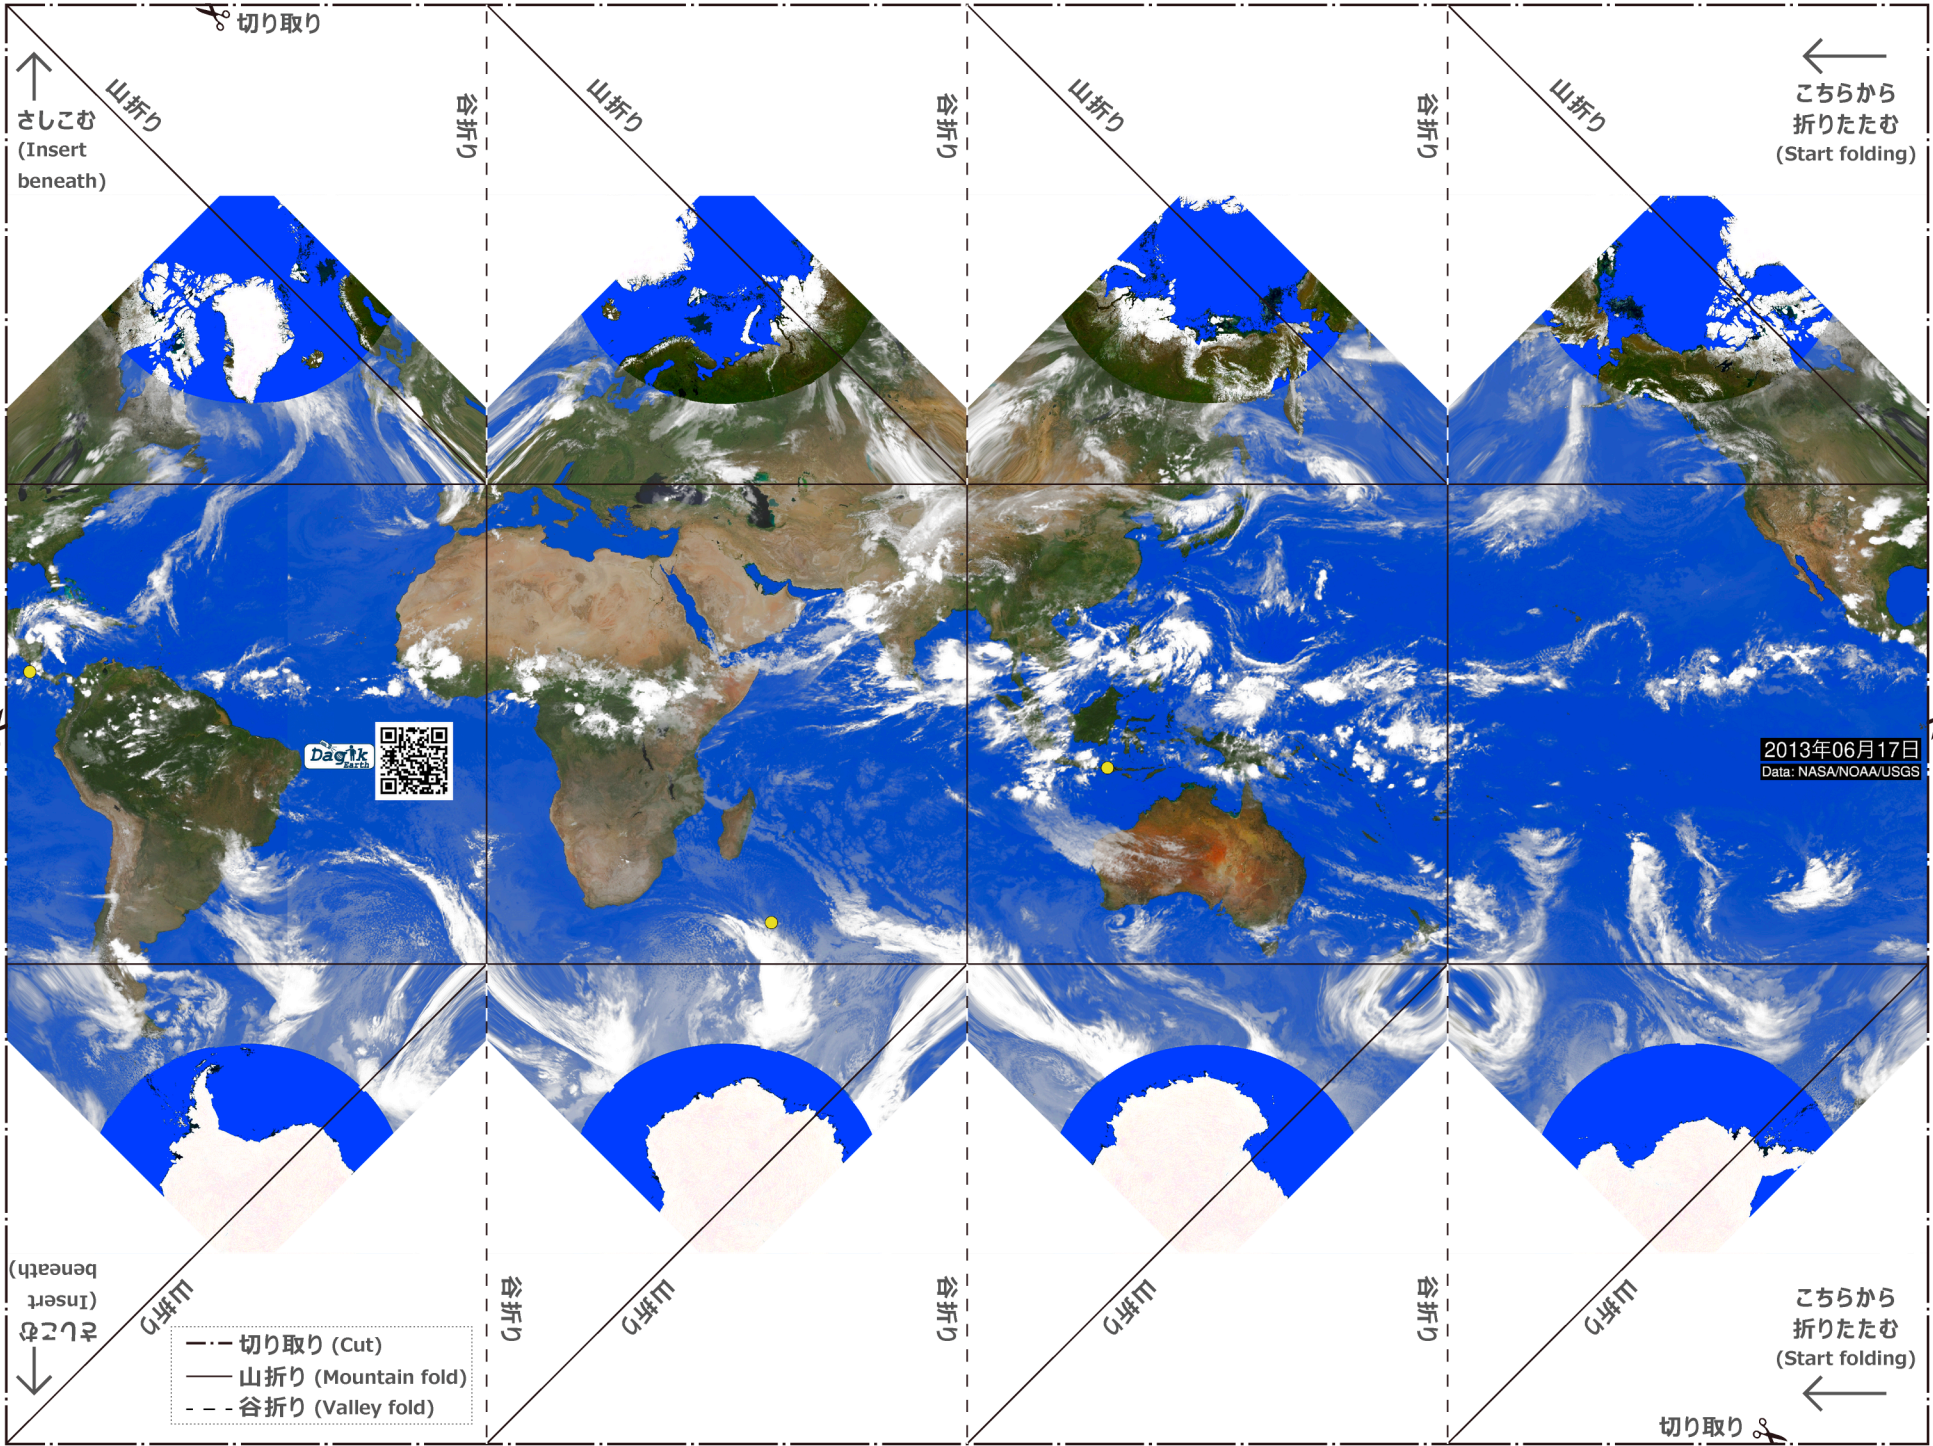 切り取り
山折り
谷折り
山折り
谷折り
山折り
谷折り
山折り
さしこむ
(Insert
beneath)
こちらから
折りたたむ
(Start folding)
Dagik
Earth
2013年06月17日
Data: NASA/NOAA/USGS
さしこむ
(Insert
beneath)
山折り
谷折り
山折り
谷折り
山折り
谷折り
山折り
こちらから
折りたたむ
(Start folding)
切り取り (Cut)
山折り (Mountain fold)
谷折り (Valley fold)
切り取り